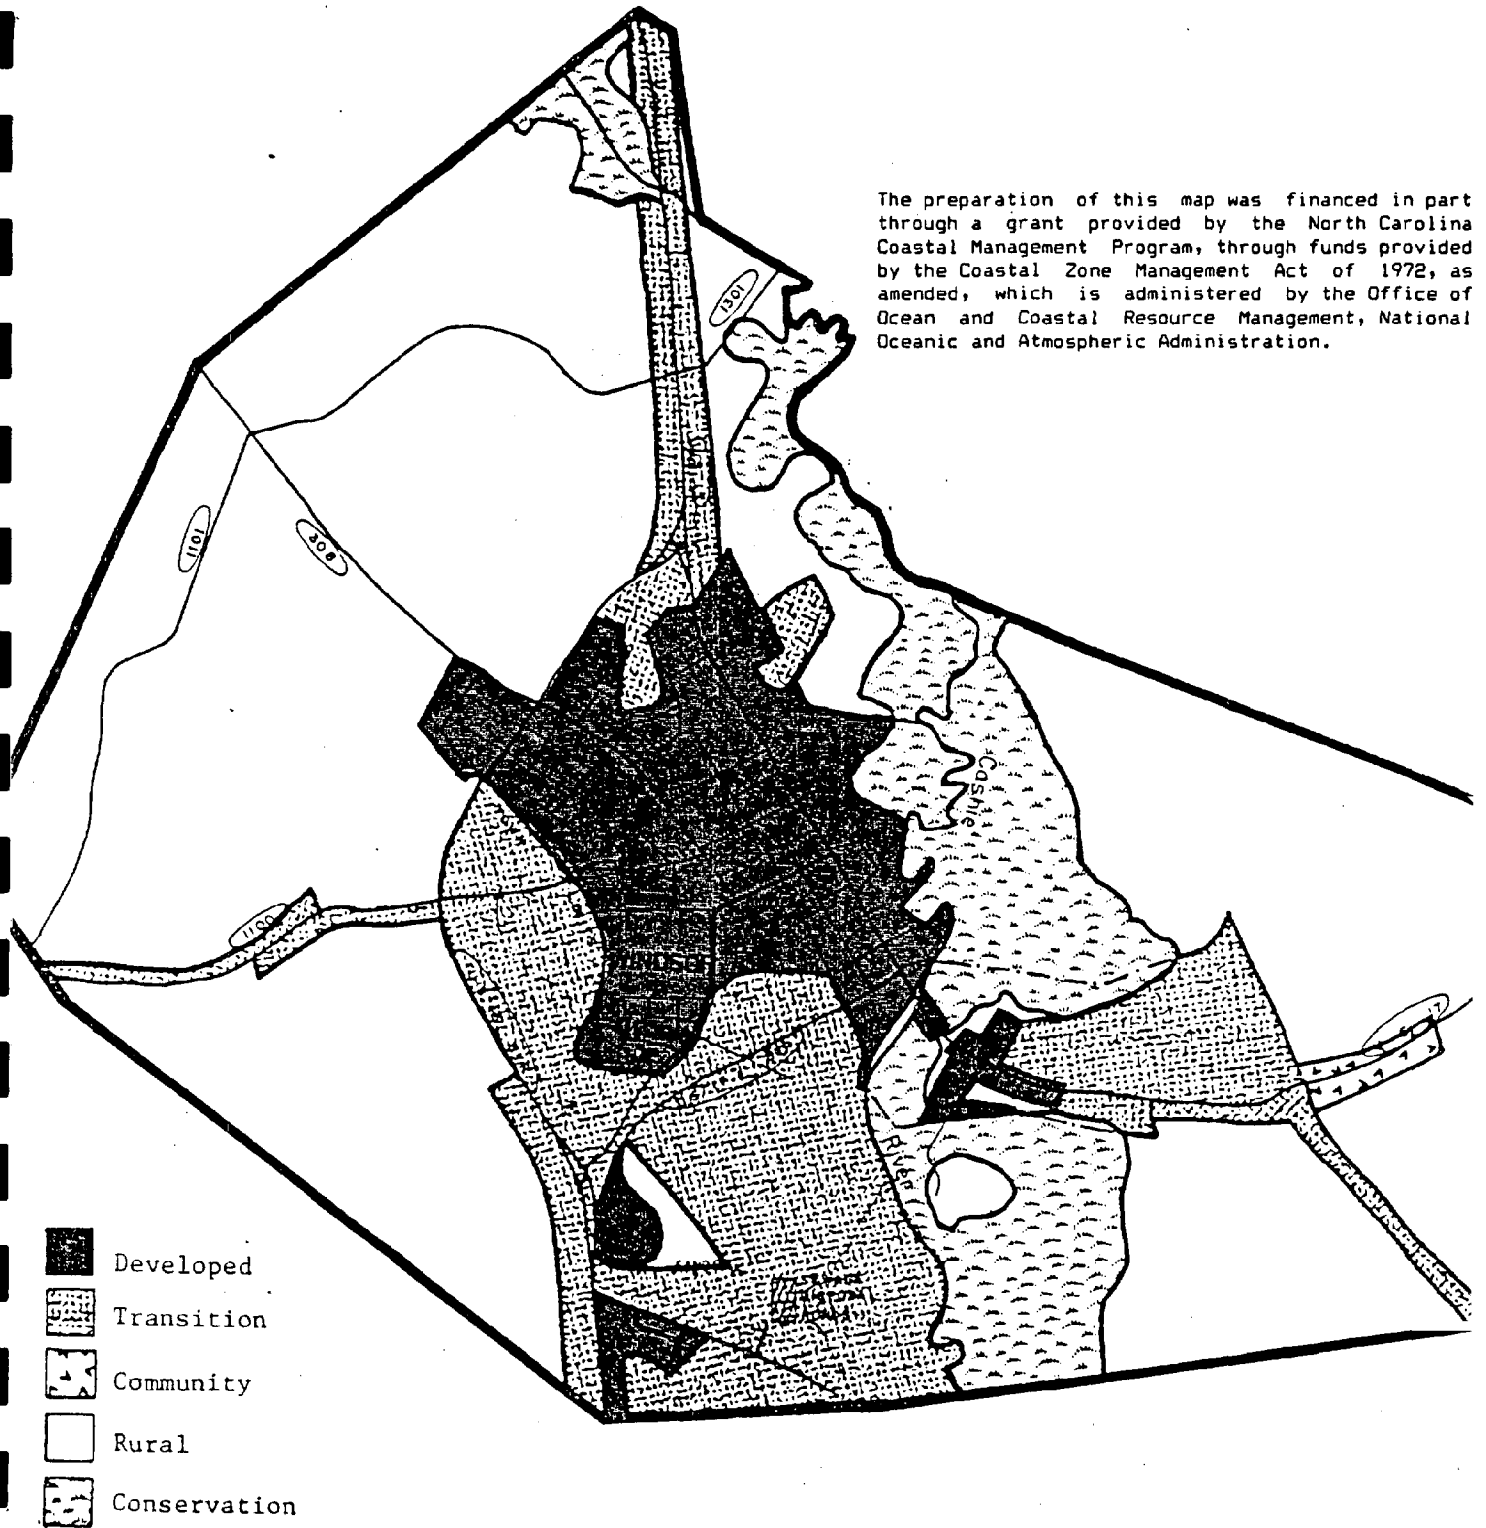 The preparation of this map was financed in part
through a grant provided by the North Carolina
Coastal Management Program, through funds provided
by the Coastal Zone Management Act of 1972, as
amended, which is administered by the Office of
Ocean and Coastal Resource Management, National
Oceanic and Atmospheric Administration.
1301
1101
308
Cashie
1100
River
Developed
Transition
Community
Rural
Conservation